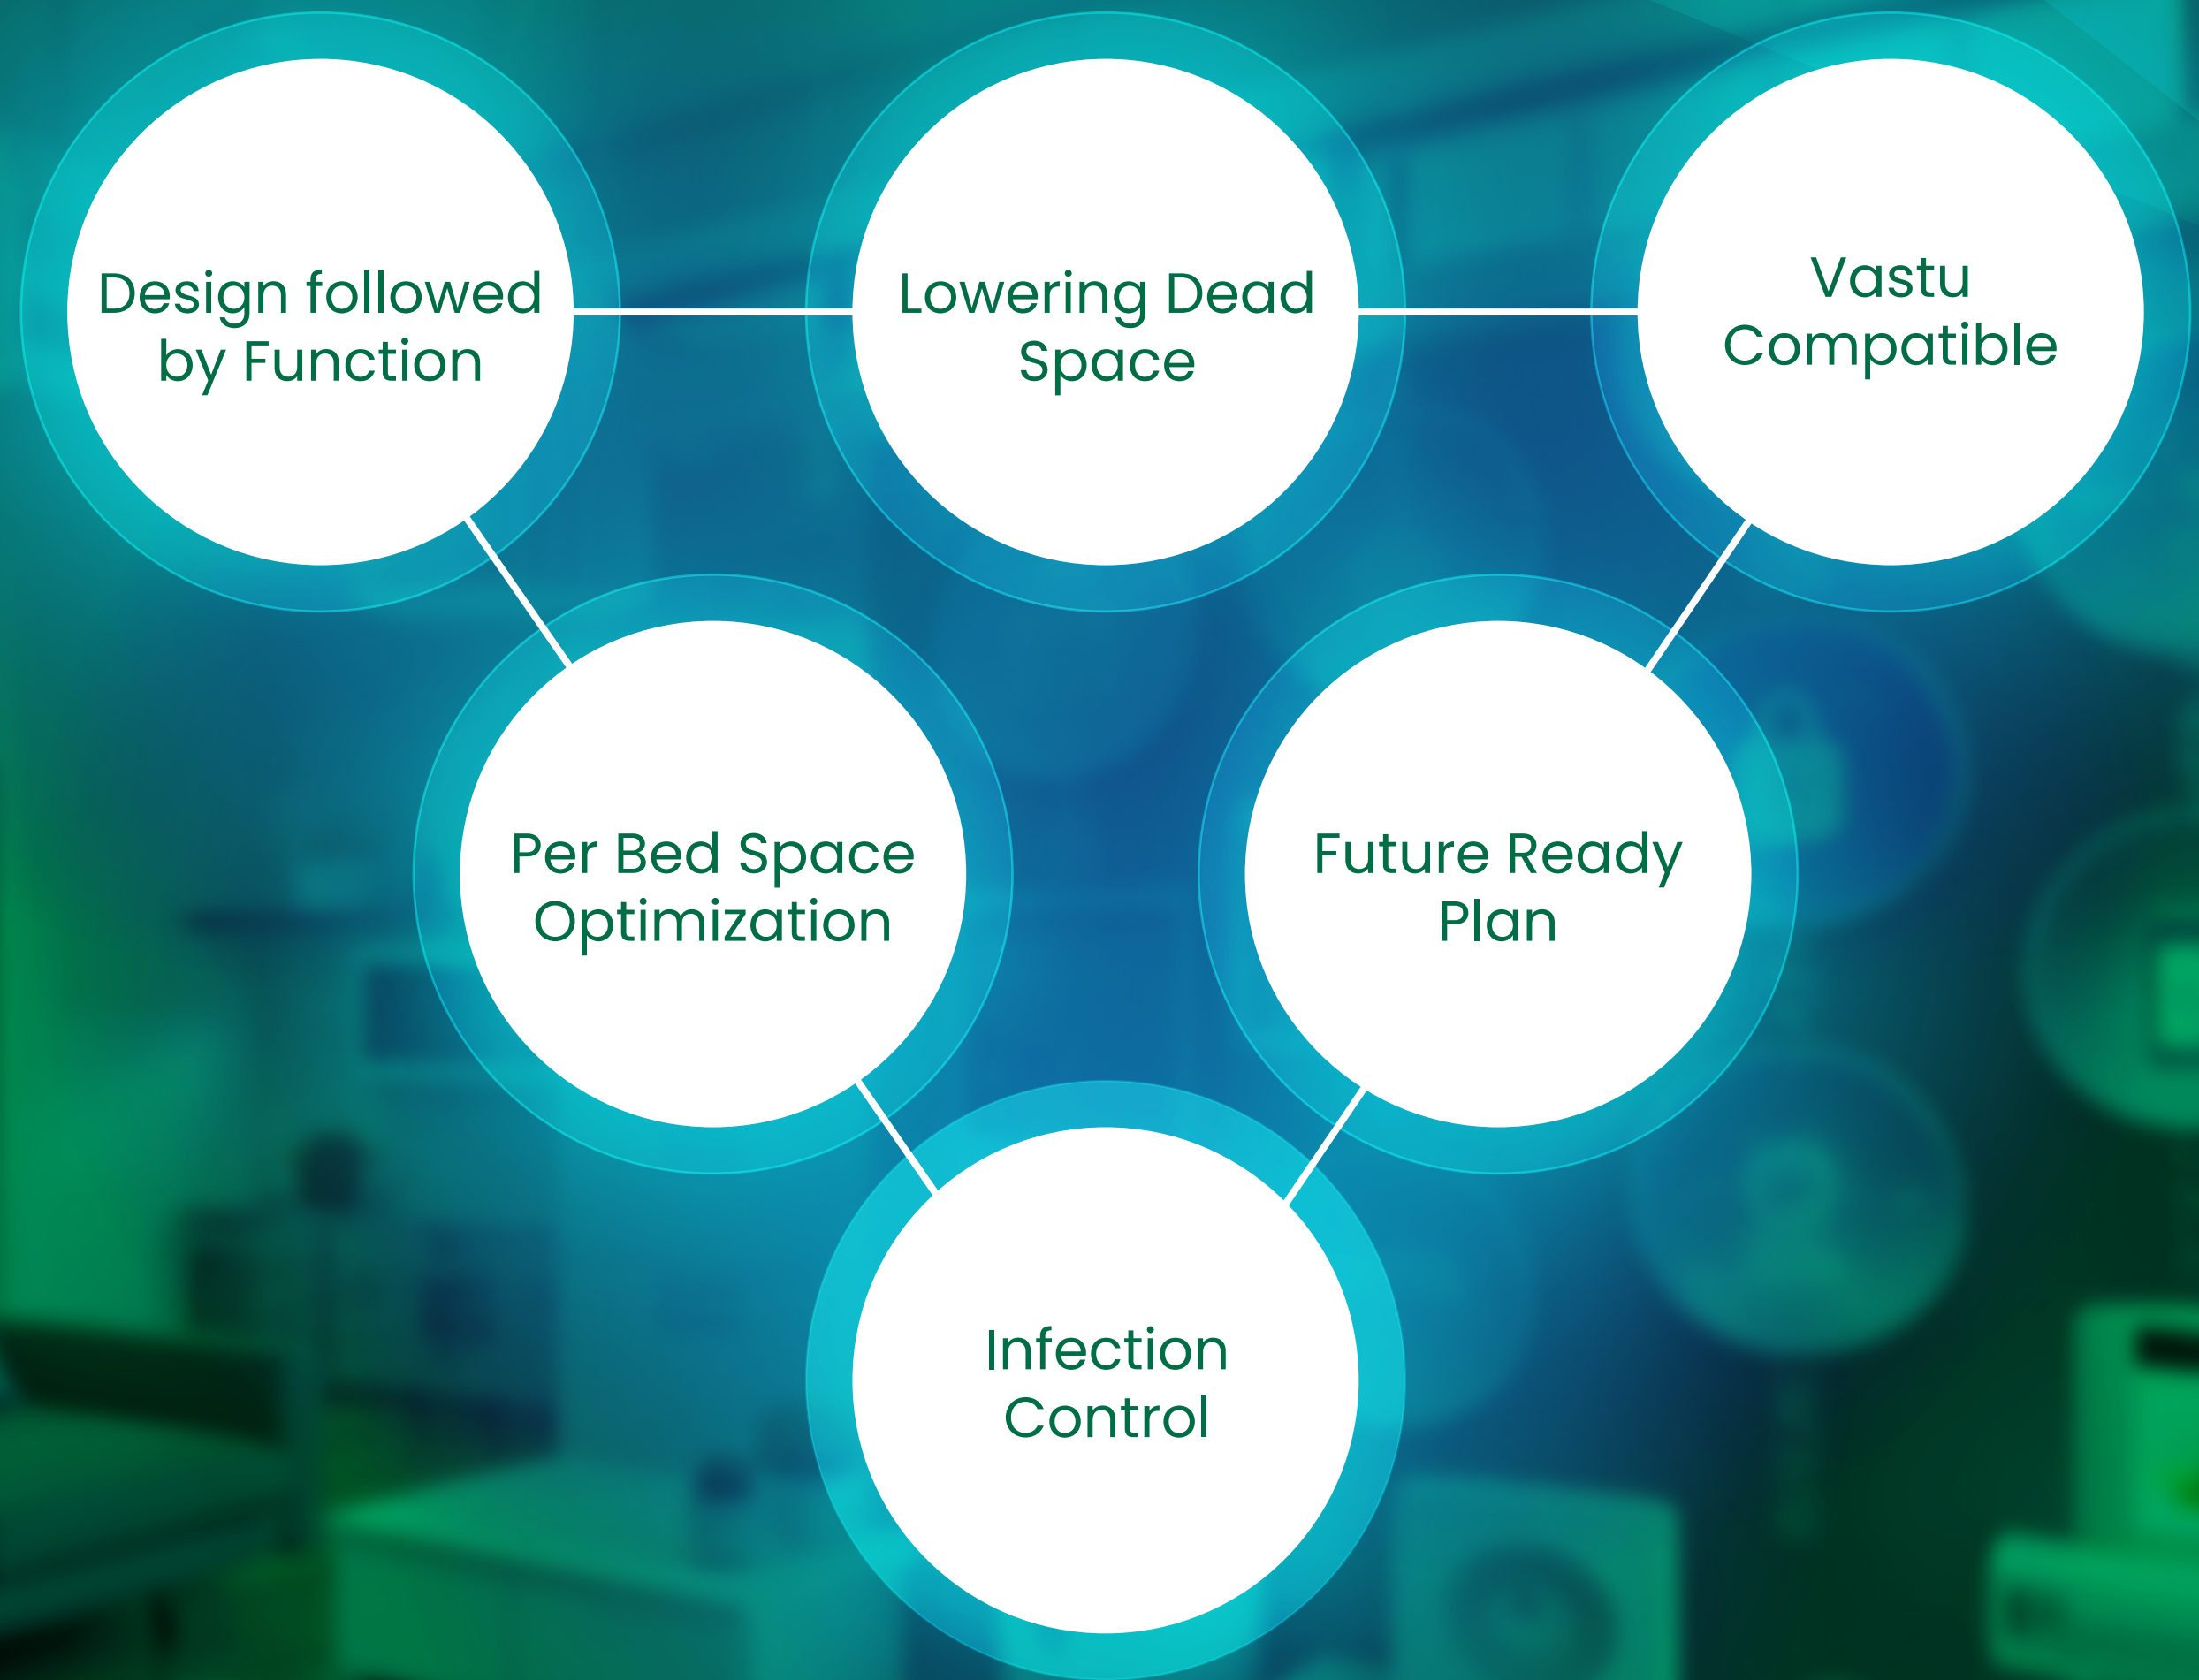 Design followed
by Function
Lowering Dead
Space
Vastu
Compatible
Per Bed Space
Optimization
Future Ready
Plan
Infection
Control